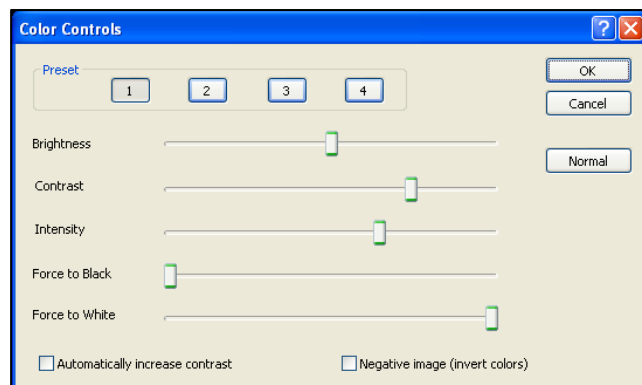 Color Controls
Preset
1 2 3 4
OK
Cancel
Normal
Brightness
Contrast
Intensity
Force to Black
Force to White
Automatically increase contrast
Negative image (invert colors)